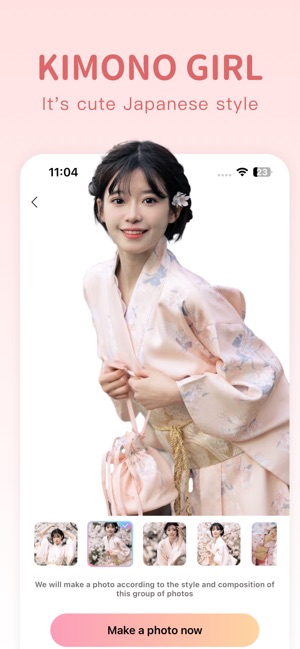 KIMONO GIRL
It's cute Japanese style
11:04
23
We will make a photo according to the style and composition of
this group of photos
Make a photo now